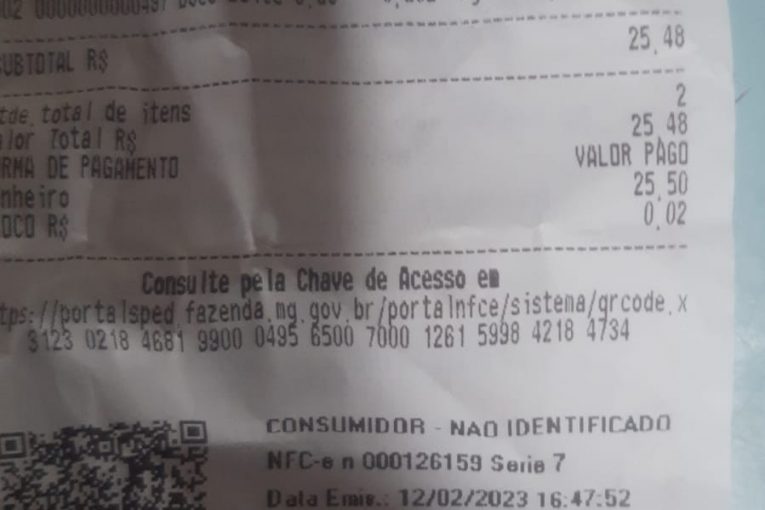 SUBTOTAL R$ 25,48
tde. total de itens 2
alor Total R$ 25,48
RMA DE PAGAMENTO VALOR PAGO
nheiro 25,50
OCO R$ 0,02
Consulte pela Chave de Acesso em
tps://portalsped.fazenda.mg.gov.br/portalnfce/sistema/qrcode.x
3123 0218 4681 9900 0495 6500 7000 1261 5998 4218 4734
CONSUMIDOR - NAO IDENTIFICADO
NFC-e n 000126159 Serie 7
Data Emis.: 12/02/2023 16:47:52